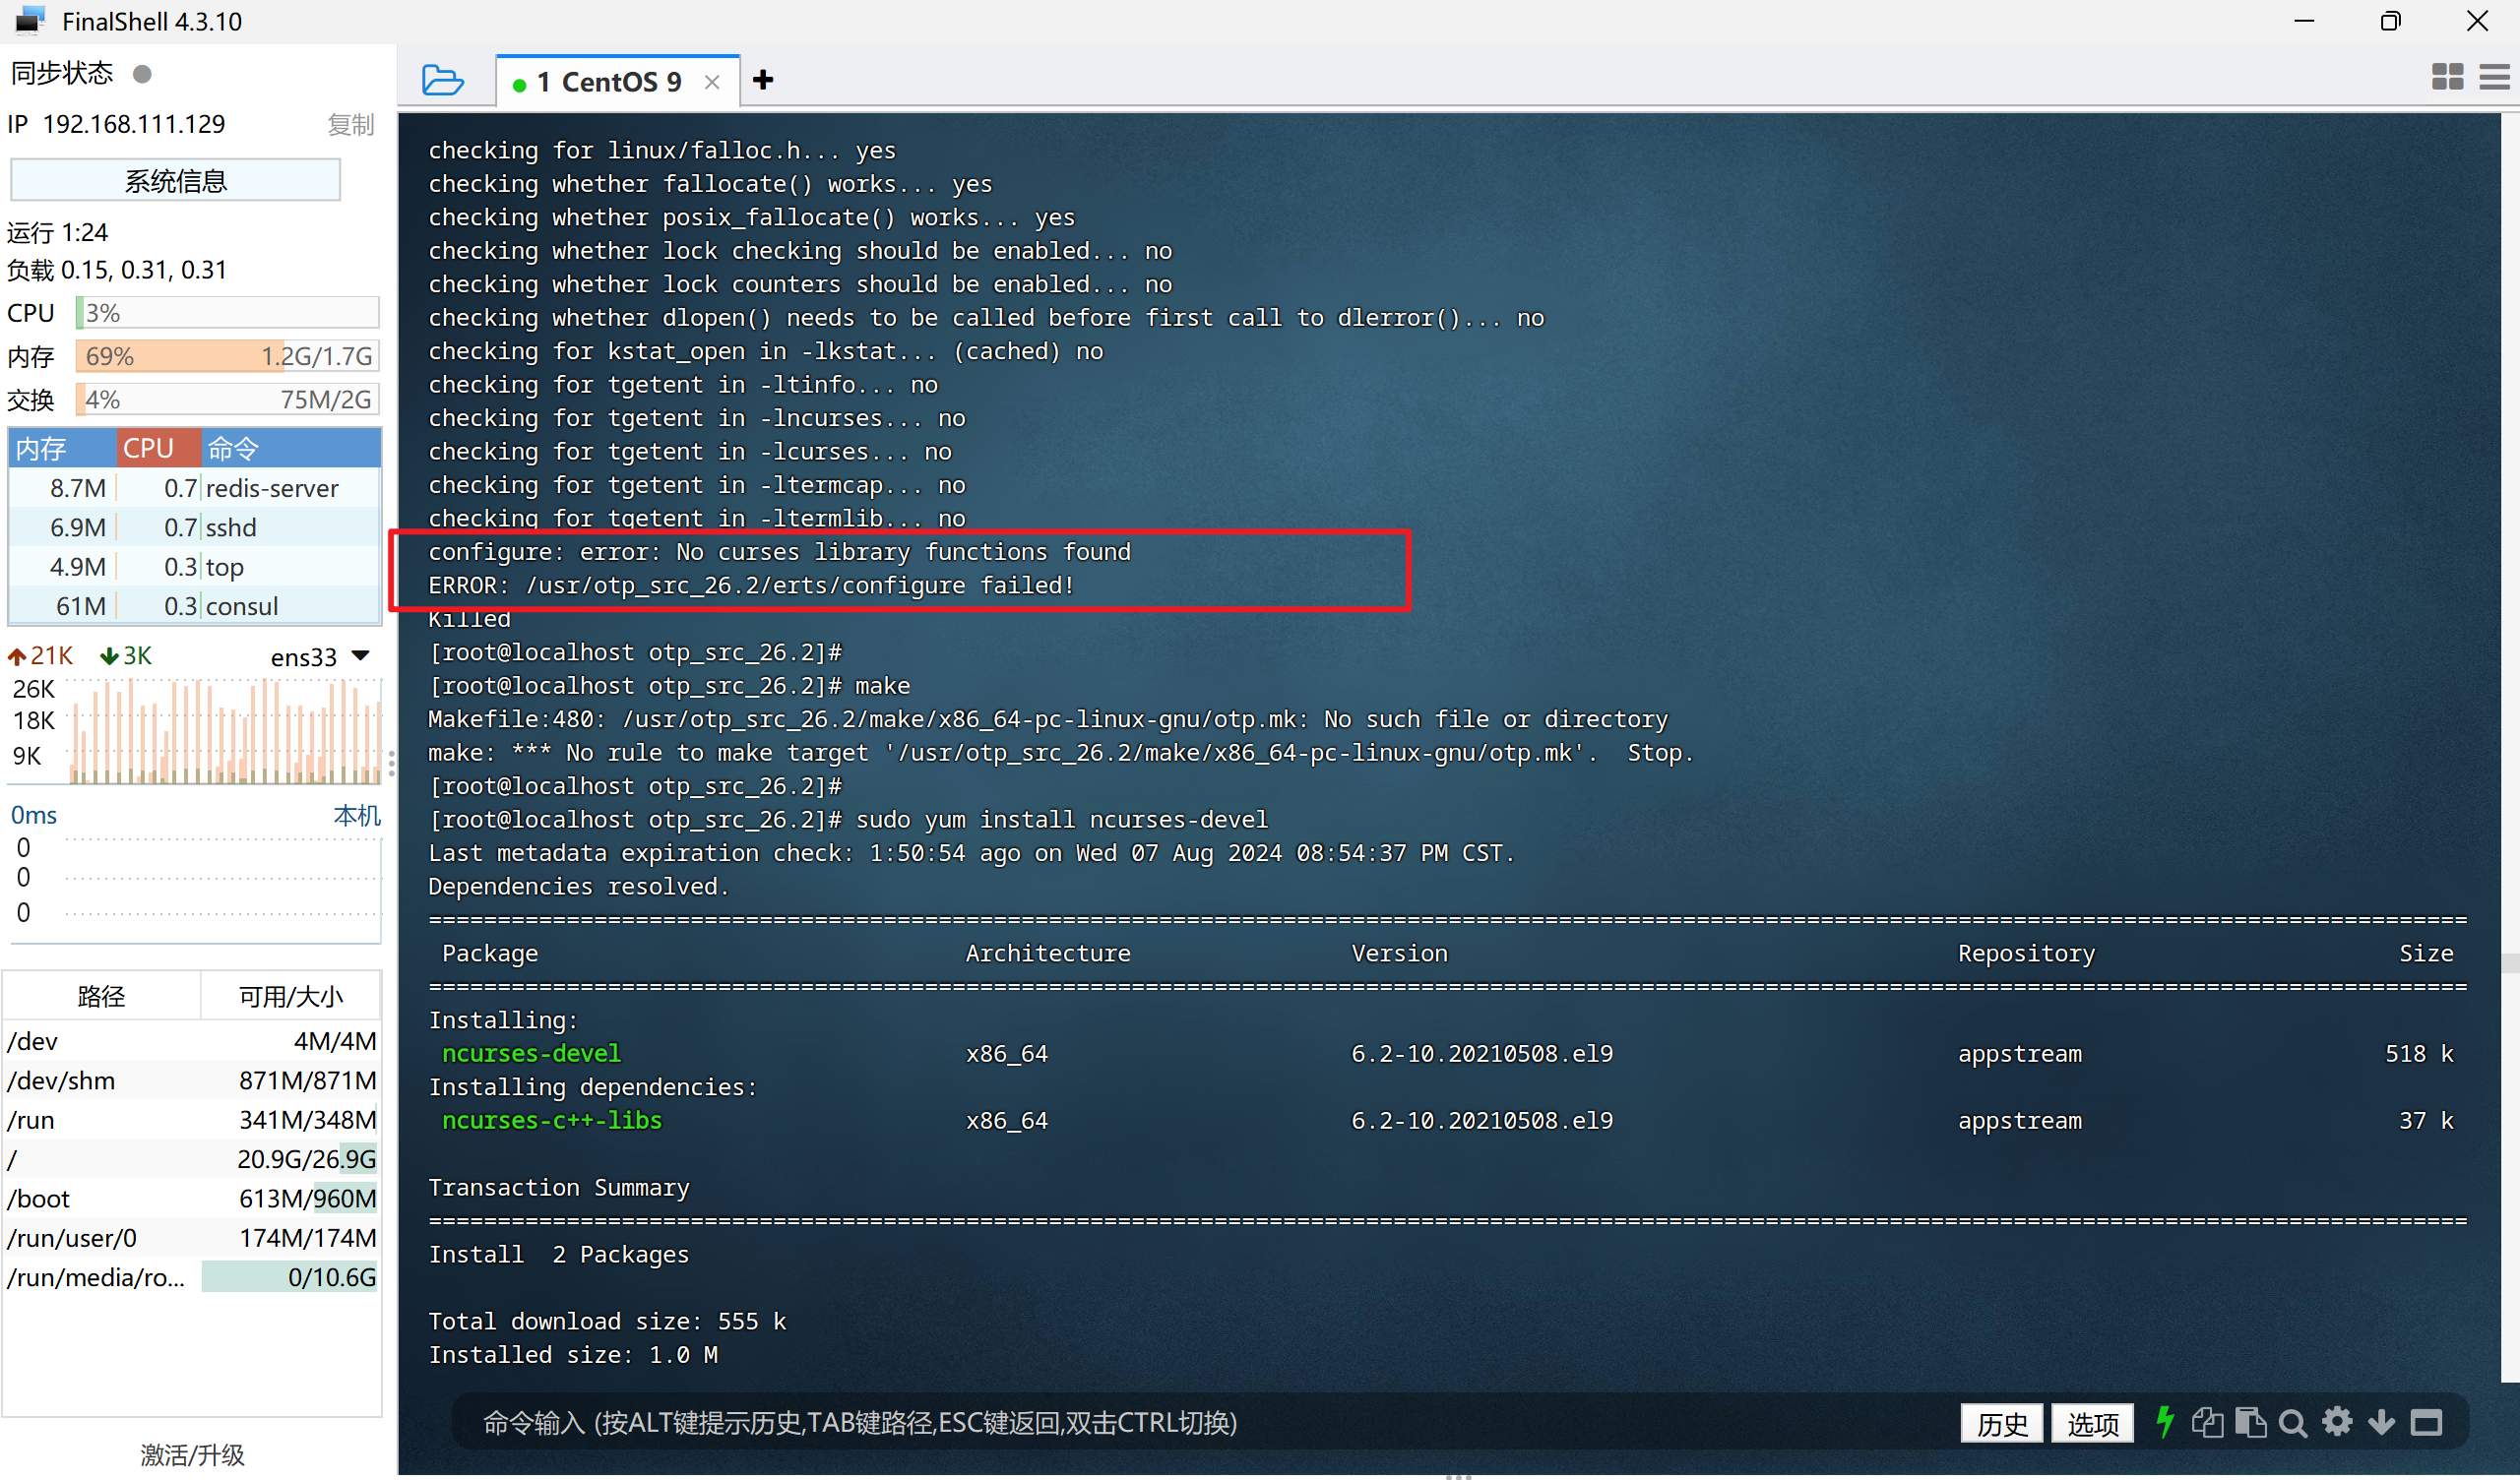 FinalShell 4.3.10
同步状态
IP 192.168.111.129 复制
系统信息
运行 1:24
负载 0.15, 0.31, 0.31
CPU 3%
内存 69% 1.2G/1.7G
交换 4% 75M/2G
内存 CPU 命令
8.7M 0.7 redis-server
6.9M 0.7 sshd
4.9M 0.3 top
61M 0.3 consul
21K 3K ens33
26K
18K
9K
0ms 本机
0
0
0
路径 可用/大小
/dev 4M/4M
/dev/shm 871M/871M
/run 341M/348M
/ 20.9G/26.9G
/boot 613M/960M
/run/user/0 174M/174M
/run/media/ro... 0/10.6G
激活/升级
1 CentOS 9
checking for linux/falloc.h... yes
checking whether fallocate() works... yes
checking whether posix_fallocate() works... yes
checking whether lock checking should be enabled... no
checking whether lock counters should be enabled... no
checking whether dlopen() needs to be called before first call to dlerror()... no
checking for kstat_open in -lkstat... (cached) no
checking for tgetent in -ltinfo... no
checking for tgetent in -lncurses... no
checking for tgetent in -lcurses... no
checking for tgetent in -ltermcap... no
checking for tgetent in -ltermlib... no
configure: error: No curses library functions found
ERROR: /usr/otp_src_26.2/erts/configure failed!
Killed
[root@localhost otp_src_26.2]#
[root@localhost otp_src_26.2]# make
Makefile:480: /usr/otp_src_26.2/make/x86_64-pc-linux-gnu/otp.mk: No such file or directory
make: *** No rule to make target '/usr/otp_src_26.2/make/x86_64-pc-linux-gnu/otp.mk'.  Stop.
[root@localhost otp_src_26.2]#
[root@localhost otp_src_26.2]# sudo yum install ncurses-devel
Last metadata expiration check: 1:50:54 ago on Wed 07 Aug 2024 08:54:37 PM CST.
Dependencies resolved.
Package Architecture Version Repository Size
Installing:
ncurses-devel x86_64 6.2-10.20210508.el9 appstream 518 k
Installing dependencies:
ncurses-c++-libs x86_64 6.2-10.20210508.el9 appstream 37 k
Transaction Summary
Install  2 Packages
Total download size: 555 k
Installed size: 1.0 M
命令输入 (按ALT键提示历史,TAB键路径,ESC键返回,双击CTRL切换) 历史 选项